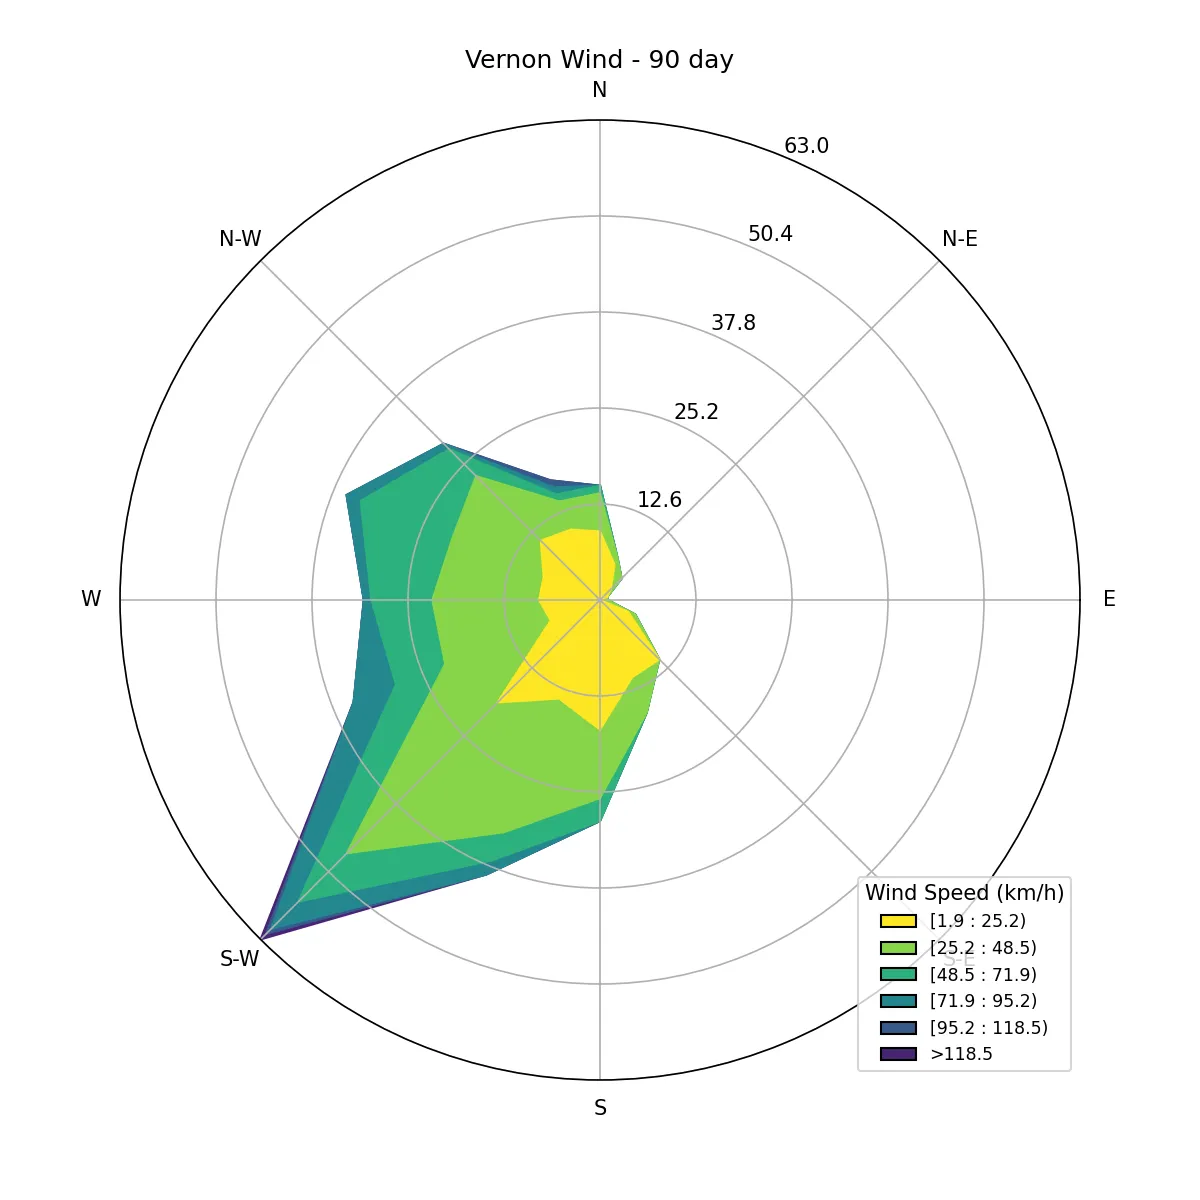 Vernon Wind - 90 day
N
63.0
N-W
50.4
N-E
37.8
25.2
12.6
W
E
S-W
S-E
S
Wind Speed (km/h)
[1.9 : 25.2)
[25.2 : 48.5)
[48.5 : 71.9)
[71.9 : 95.2)
[95.2 : 118.5)
>118.5